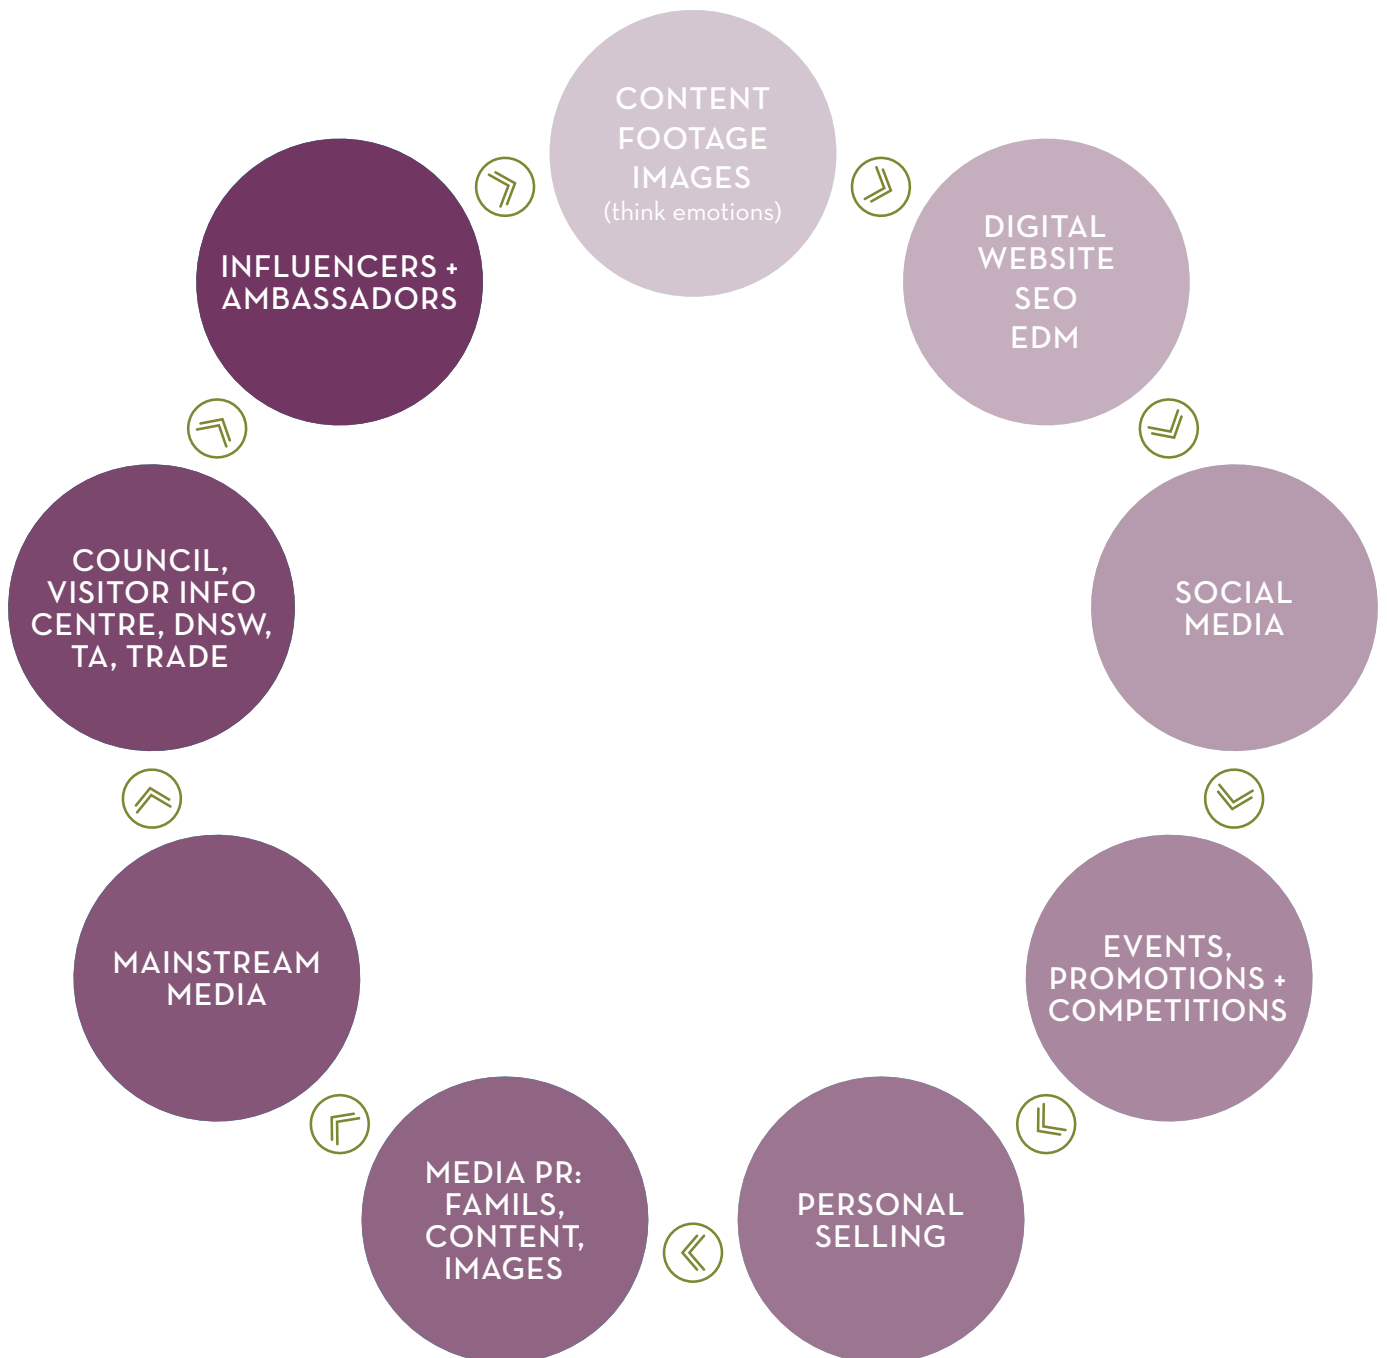 CONTENT
FOOTAGE
IMAGES
(think emotions)
DIGITAL
WEBSITE
SEO
EDM
SOCIAL
MEDIA
EVENTS,
PROMOTIONS +
COMPETITIONS
PERSONAL
SELLING
MEDIA PR:
FAMILS,
CONTENT,
IMAGES
MAINSTREAM
MEDIA
COUNCIL,
VISITOR INFO
CENTRE, DNSW,
TA, TRADE
INFLUENCERS +
AMBASSADORS